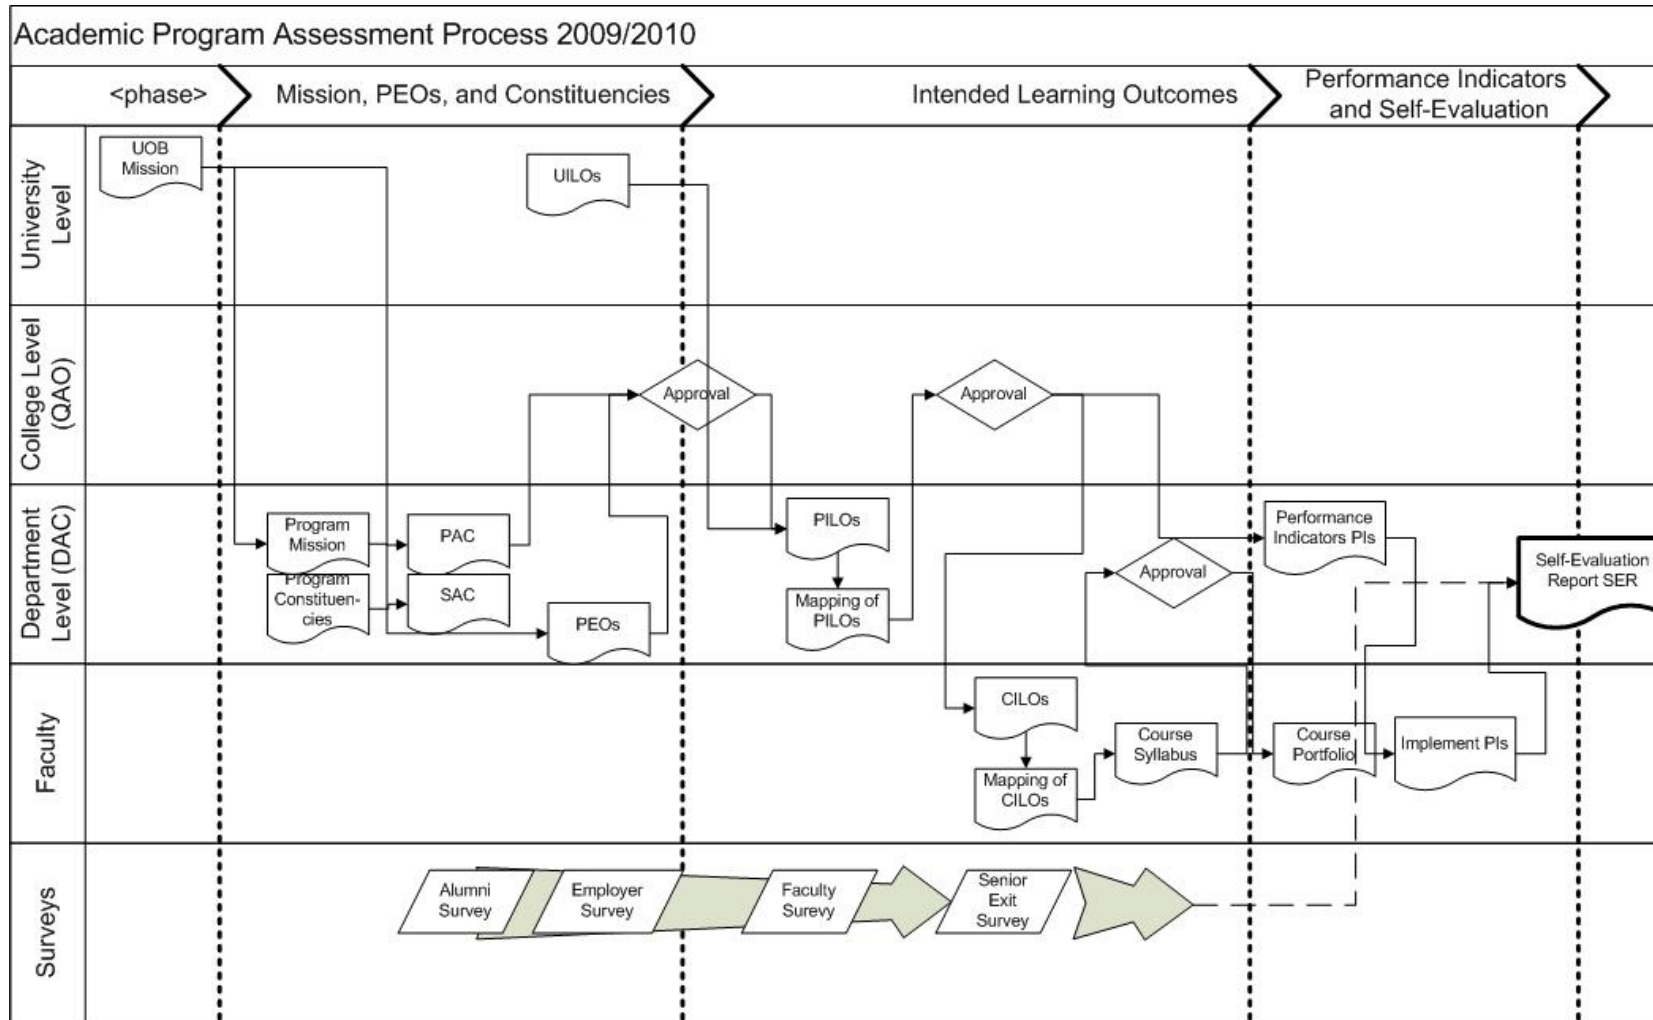 Academic Program Assessment Process 2009/2010
<phase>
Mission, PEOs, and Constituencies
Intended Learning Outcomes
Performance Indicators
and Self-Evaluation
University
Level
UOB
Mission
UILOs
College Level
(QAO)
Approval
Approval
Department
Level (DAC)
Program
Mission
PAC
Program
Constituen-
cies
SAC
PEOs
PILOs
Mapping of
PILOs
Approval
Performance
Indicators PIs
Self-Evaluation
Report SER
Faculty
CILOs
Mapping of
CILOs
Course
Syllabus
Course
Portfolio
Implement PIs
Surveys
Alumni
Survey
Employer
Survey
Faculty
Surevy
Senior
Exit
Survey